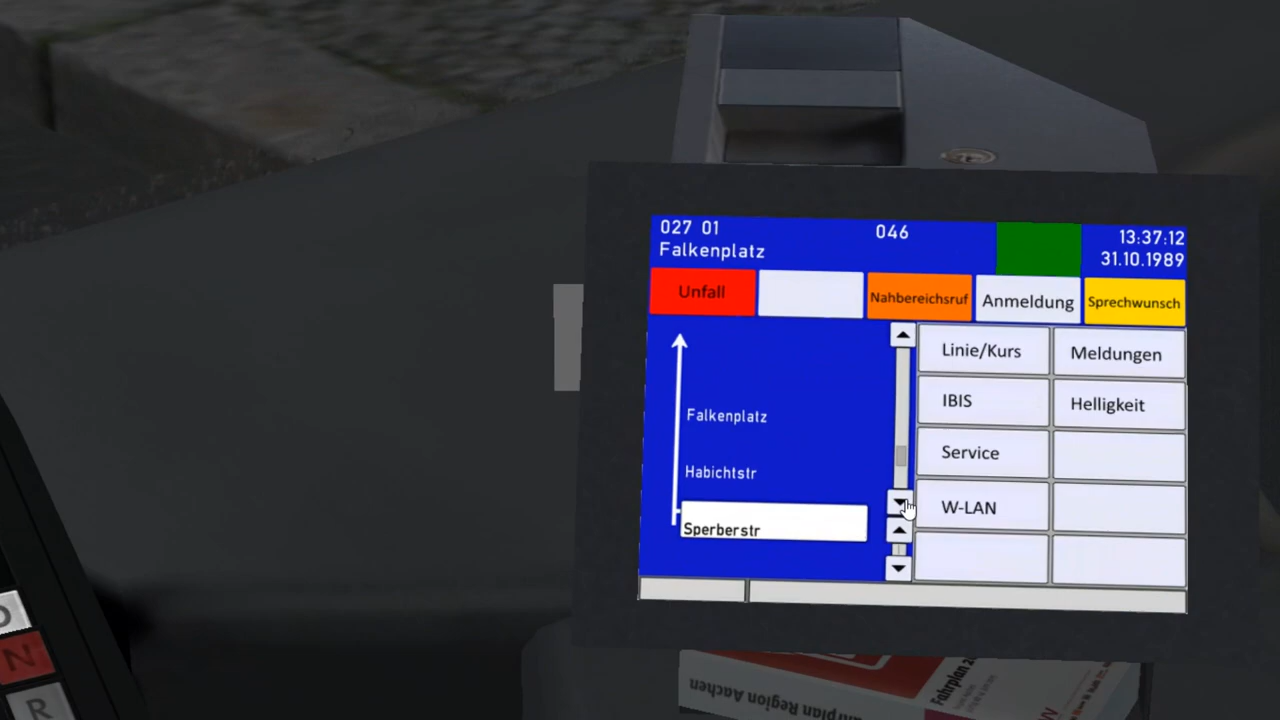 027 01
046
13:37:12
Falkenplatz
31.10.1989
Unfall
Nahbereichsruf
Anmeldung
Sprechwunsch
Linie/Kurs
Meldungen
Falkenplatz
IBIS
Helligkeit
Habichtstr
Service
Sperberstr
W-LAN
D
N
R
Fahrplan
rplan Region Aachen